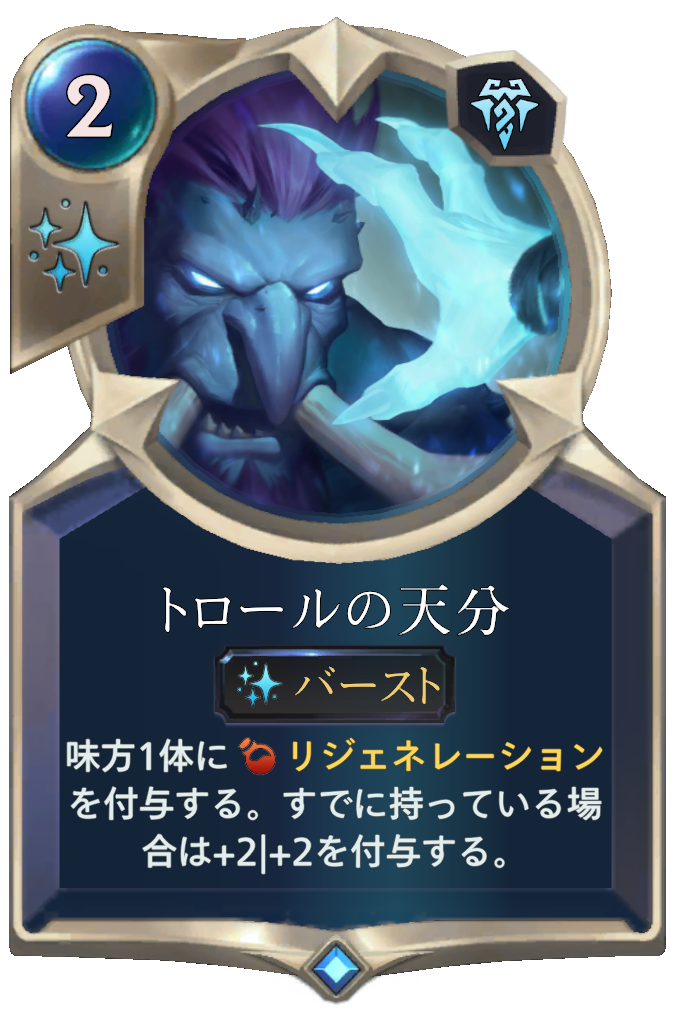 2
トロールの天分
バースト
味方1体に リジェネレーション
を付与する。すでに持っている場
合は+2|+2を付与する。